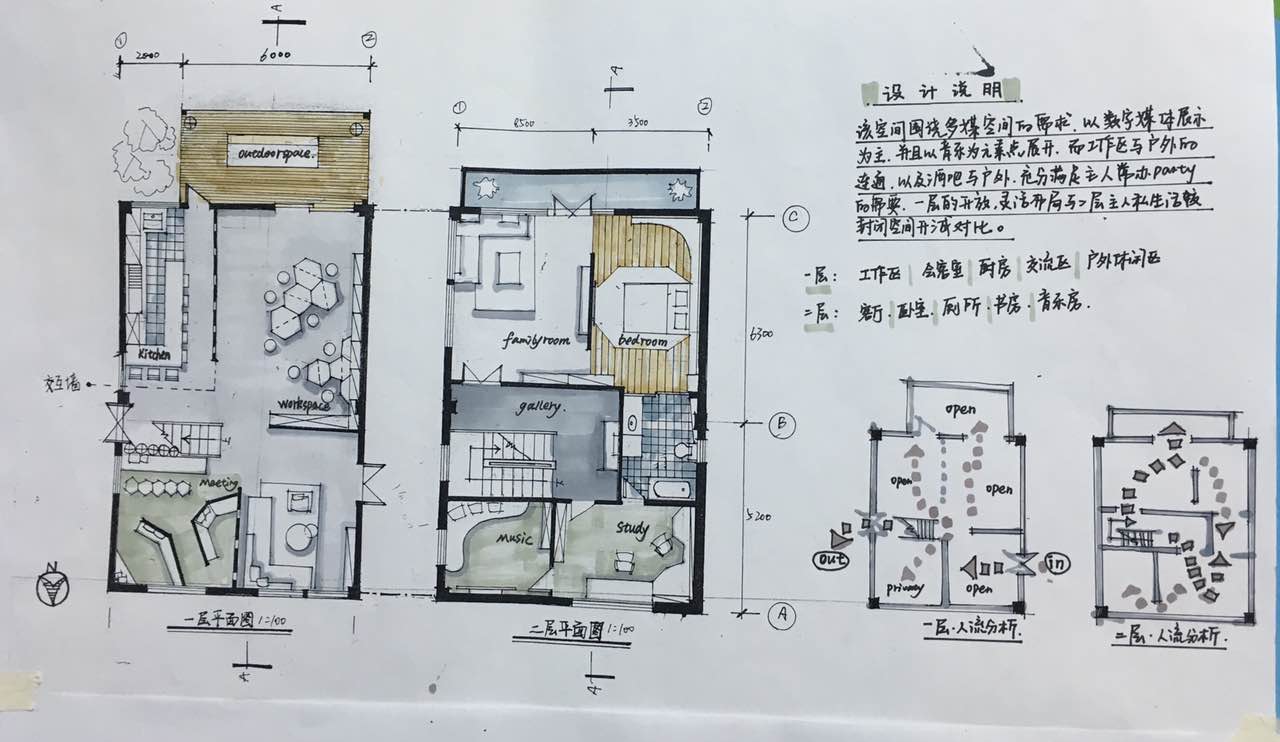 A
① ②
2000 6000
outdoorspace.
Kitchen
交互墙
workspace
meeting
N
一层平面图 1:100
A
A
① ②
3500
familyroom
bedroom
gallery.
Music
Study
二层平面图 1:100
A
6300
5200
C
B
A
设计说明
该空间围绕多媒空间的需求,以数字媒体展示
为主,并且以音乐为元素点展开,而工作区与户外的
连通,以及酒吧与户外,充分满足主人常办party
的需要,一层的开放,灵活布局与二层主人私生活较
封闭空间形成对比。
一层: 工作区 会客室 厨房 交流区 户外休闲区
二层: 客厅.卧室.厕所.书房.音乐房.
open
open
open
out
in
privacy
open
一层·人流分析.
二层·人流分析.